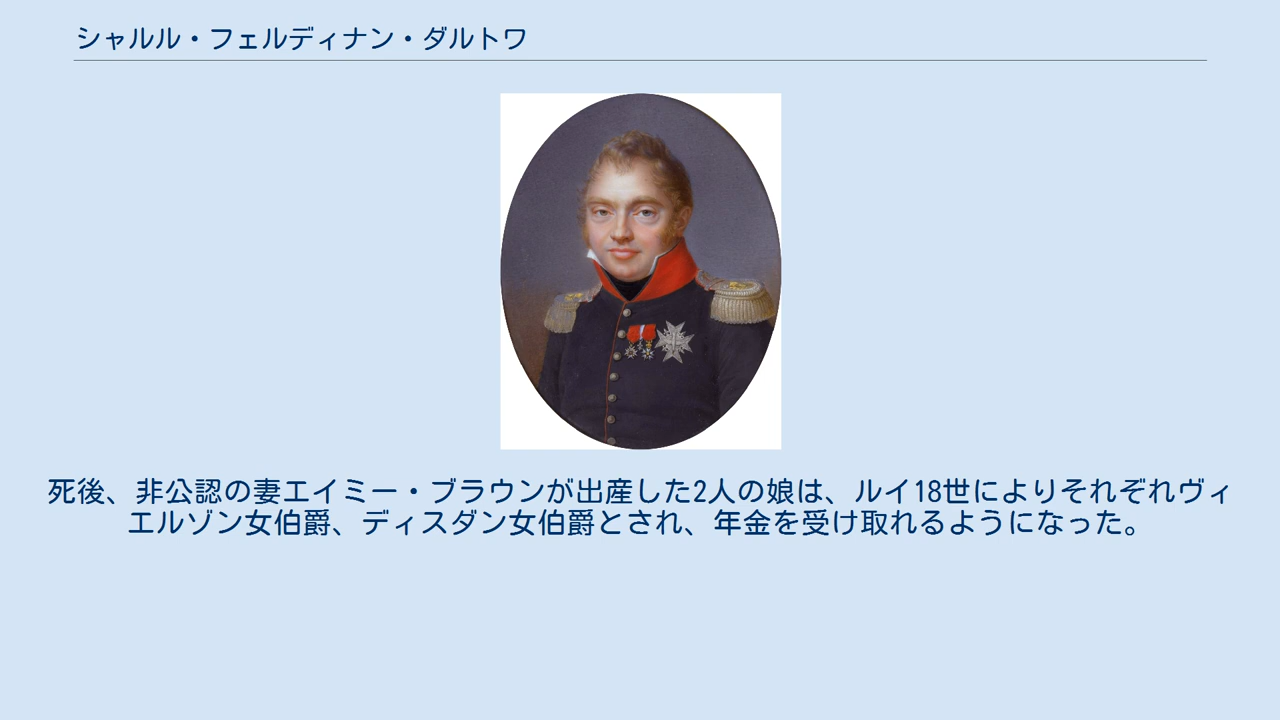 シャルル・フェルディナン・ダルトワ
死後、非公認の妻エイミー・ブラウンが出産した2人の娘は、ルイ18世によりそれぞれヴィ
エルゾン女伯爵、ディスダン女伯爵とされ、年金を受け取れるようになった。